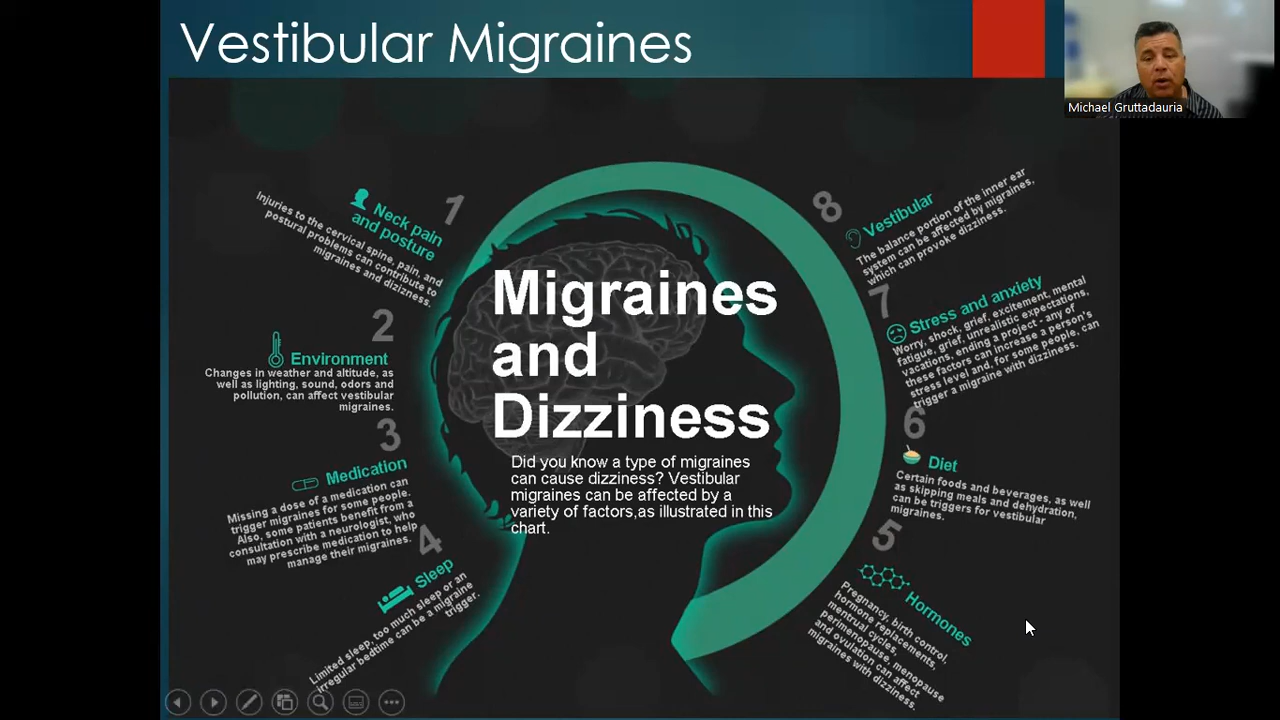 Vestibular Migraines
Michael Gruttadauria
1
Neck pain
and posture
Injuries to the cervical spine, pain, and
postural problems can contribute to
migraines and diziness.
2
Environment
Changes in weather and altitude, as
well as lighting, sound, odors and
pollution, can affect vestibular
migraines.
3
Medication
Missing a dose of a medication can
trigger migraines for some people.
Also, some patients benefit from a
consultation with a neurologist, who
may prescribe medication to help
manage their migraines.
4
Sleep
Limited sleep, too much sleep or an
irregular bedtime can be a migraine
trigger.
Migraines
and
Dizziness
Did you know a type of migraines
can cause dizziness? Vestibular
migraines can be affected by a
variety of factors,as illustrated in this
chart.
8
Vestibular
The balance portion of the inner ear
system can be affected by migraines,
which can provoke dizziness.
7
Stress and anxiety
Worry, shock, grief, excitement, mental
fatigue, grief, unrealistic expectations,
vacations, ending a project - any of
these factors can increase a person's
stress level and, for some people, can
trigger a migraine with dizziness.
6
Diet
Certain foods and beverages, as well
as skipping meals and dehydration,
can be triggers for vestibular
migraines.
5
Hormones
Pregnancy, birth control,
hormone replacements,
mentrual cycles,
perimenopause, menopause
and ovulation can affect
migraines with dizziness.